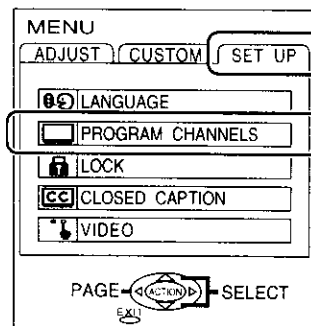 MENU
ADJUST CUSTOM SET UP
LANGUAGE
PROGRAM CHANNELS
LOCK
CC CLOSED CAPTION
VIDEO
PAGE ACTION SELECT
EXIT